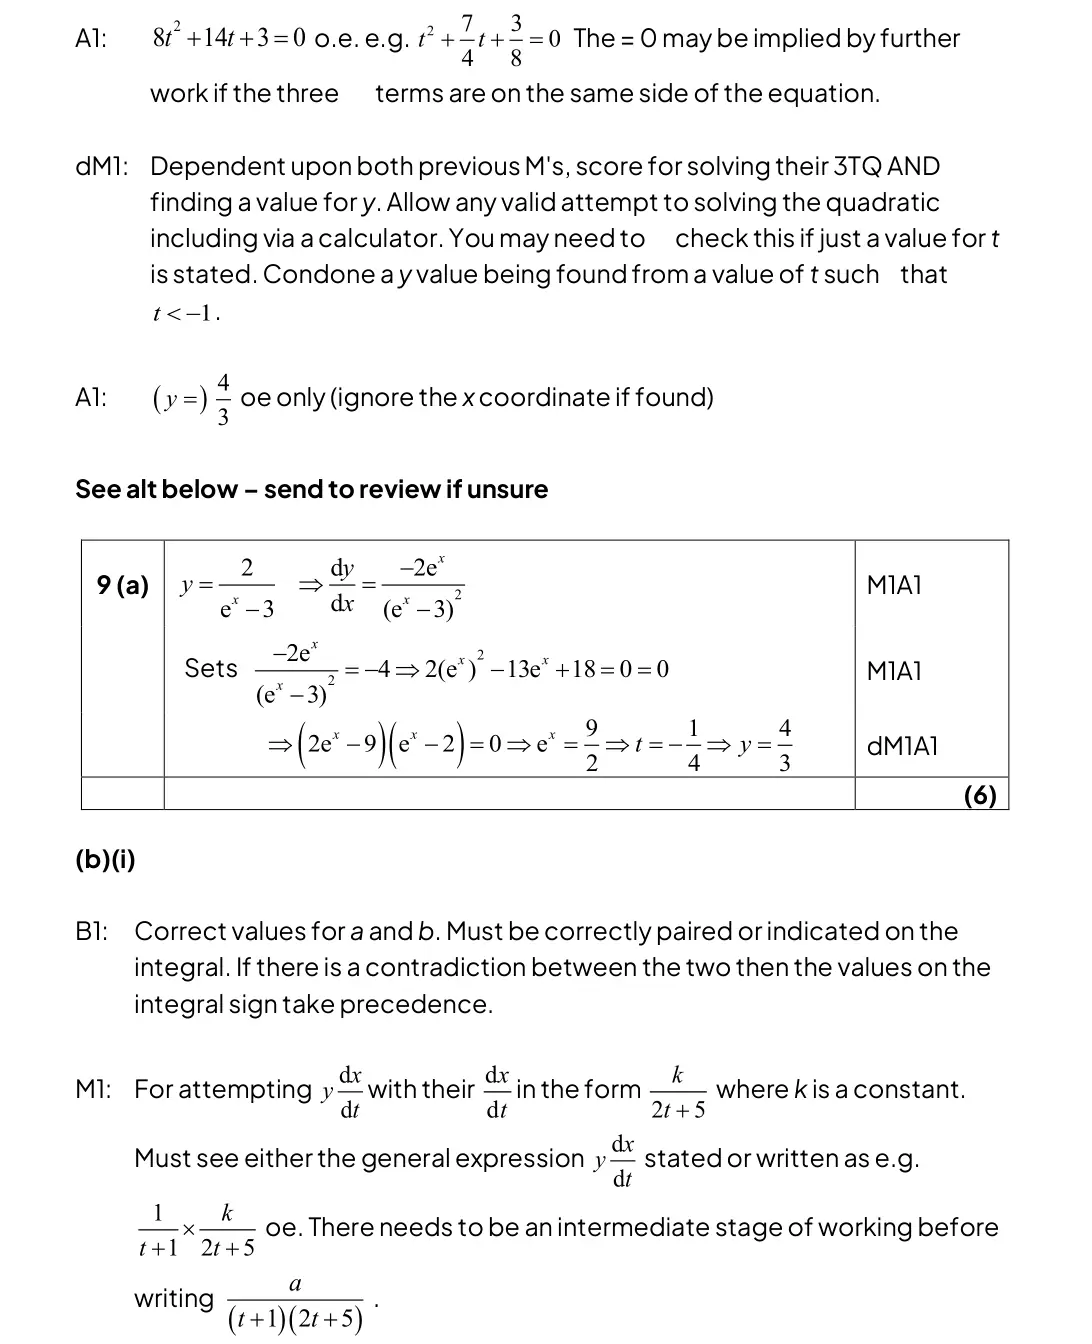 A1: 8t² + 14t + 3 = 0 o.e. e.g. t² + 7/4 t + 3/8 = 0 The = 0 may be implied by further
work if the three terms are on the same side of the equation.
dM1: Dependent upon both previous M's, score for solving their 3TQ AND
finding a value for y. Allow any valid attempt to solving the quadratic
including via a calculator. You may need to check this if just a value for t
is stated. Condone a y value being found from a value of t such that
t < −1.
A1: (y =) 4/3 oe only (ignore the x coordinate if found)
See alt below – send to review if unsure
9 (a) y = 2/(eˣ − 3) ⇒ dy/dx = −2eˣ/(eˣ − 3)² M1A1
Sets −2eˣ/(eˣ − 3)² = −4 ⇒ 2(eˣ)² − 13eˣ + 18 = 0 = 0 M1A1
⇒ (2eˣ − 9)(eˣ − 2) = 0 ⇒ eˣ = 9/2 ⇒ t = −1/4 ⇒ y = 4/3 dM1A1
(6)
(b)(i)
B1: Correct values for a and b. Must be correctly paired or indicated on the
integral. If there is a contradiction between the two then the values on the
integral sign take precedence.
M1: For attempting y dx/dt with their dx/dt in the form k/(2t + 5) where k is a constant.
Must see either the general expression y dx/dt stated or written as e.g.
1/(t + 1) × k/(2t + 5) oe. There needs to be an intermediate stage of working before
writing a/((t + 1)(2t + 5)).